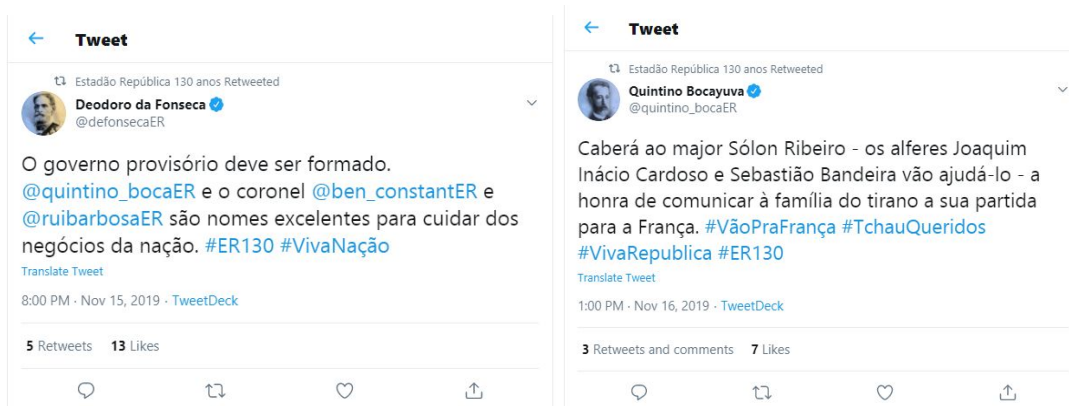 Tweet
Estadão República 130 anos Retweeted
Deodoro da Fonseca
@defonsecaER
O governo provisório deve ser formado.
@quintino_bocaER e o coronel @ben_constantER e
@ruibarbosaER são nomes excelentes para cuidar dos
negócios da nação. #ER130 #VivaNação
Translate Tweet
8:00 PM · Nov 15, 2019 · TweetDeck
5 Retweets 13 Likes
Tweet
Estadão República 130 anos Retweeted
Quintino Bocayuva
@quintino_bocaER
Caberá ao major Sólon Ribeiro - os alferes Joaquim
Inácio Cardoso e Sebastião Bandeira vão ajudá-lo - a
honra de comunicar à família do tirano a sua partida
para a França. #VãoPraFrança #TchauQueridos
#VivaRepublica #ER130
Translate Tweet
1:00 PM · Nov 16, 2019 · TweetDeck
3 Retweets and comments 7 Likes